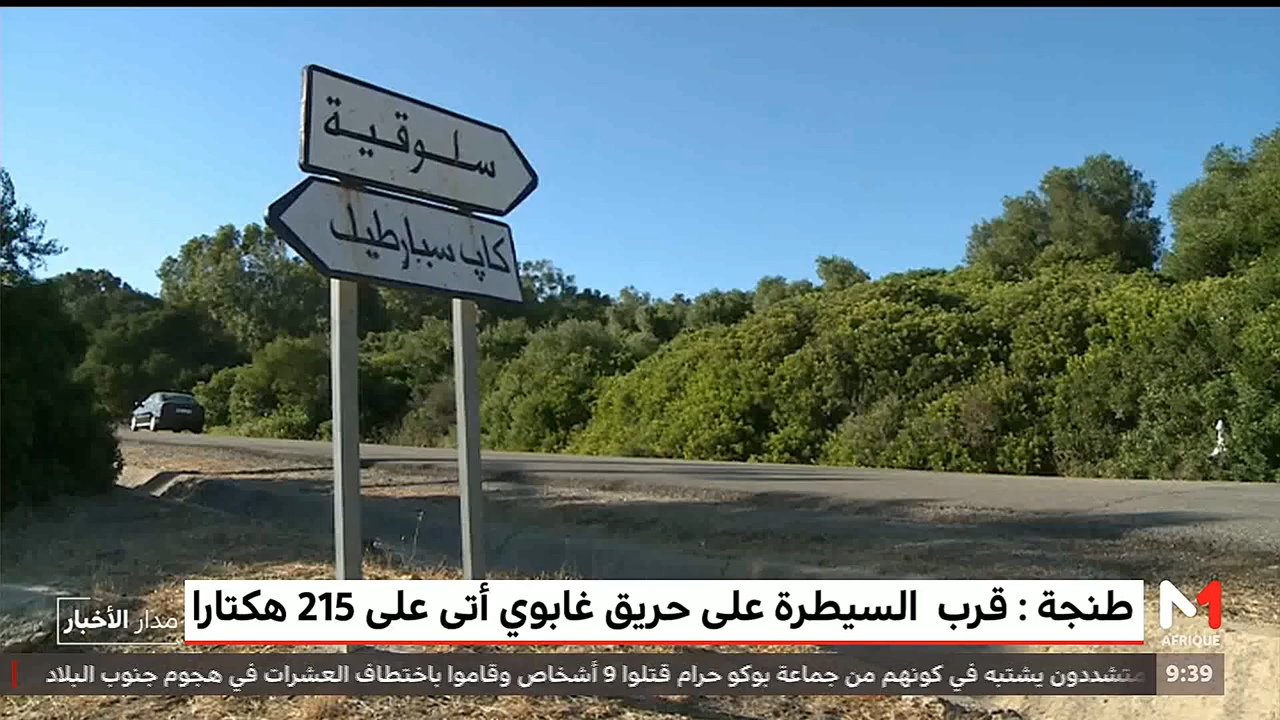 سلوقية
كاپ سبارطيل
طنجة : قرب السيطرة على حريق غابوي أتى على 215 هكتارا
M1
AFRIQUE
مدار الأخبار
متشددون يشتبه في كونهم من جماعة بوكو حرام قتلوا 9 أشخاص وقاموا باختطاف العشرات في هجوم جنوب البلاد
9:39